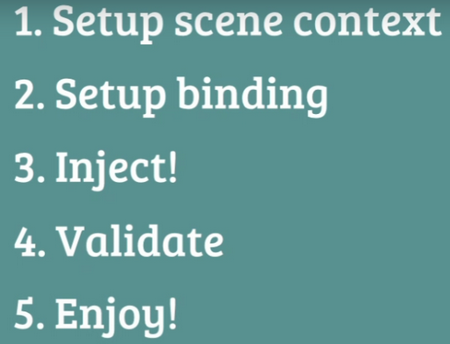 1. Setup scene context
2. Setup binding
3. Inject!
4. Validate
5. Enjoy!